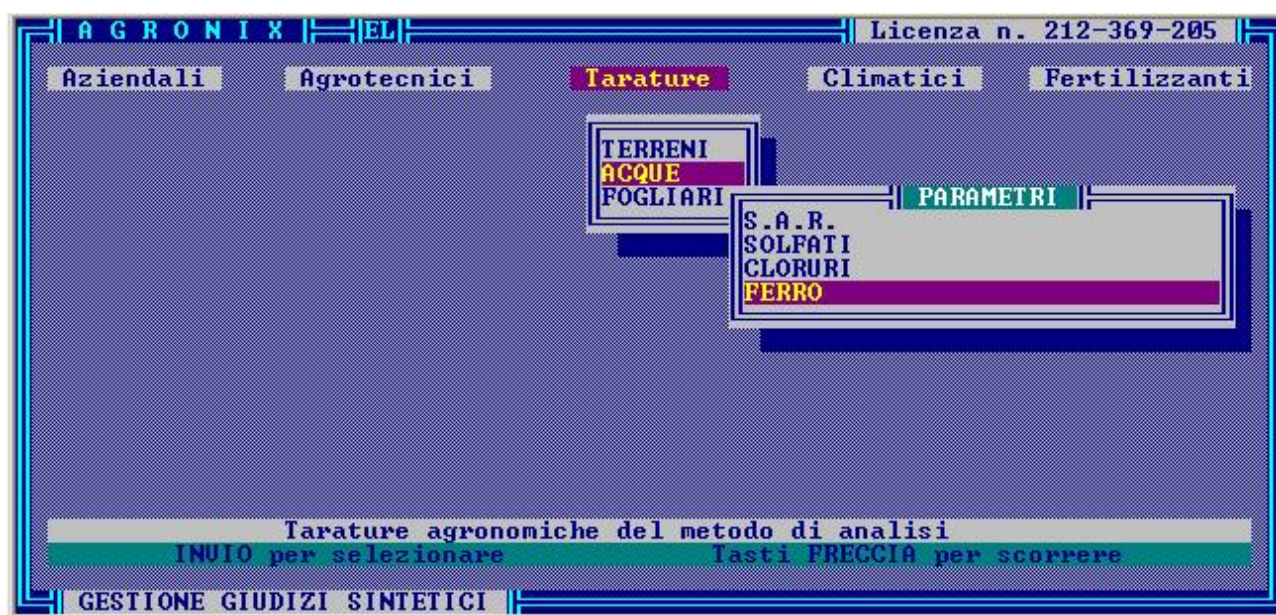 AGRONIX EL Licenza n. 212-369-205
Aziendali Agrotecnici Tarature Climatici Fertilizzanti
TERRENI
ACQUE
FOGLIARI
PARAMETRI
S.A.R.
SOLFATI
CLORURI
FERRO
Tarature agronomiche del metodo di analisi
INVIO per selezionare Tasti FRECCIA per scorrere
GESTIONE GIUDIZI SINTETICI